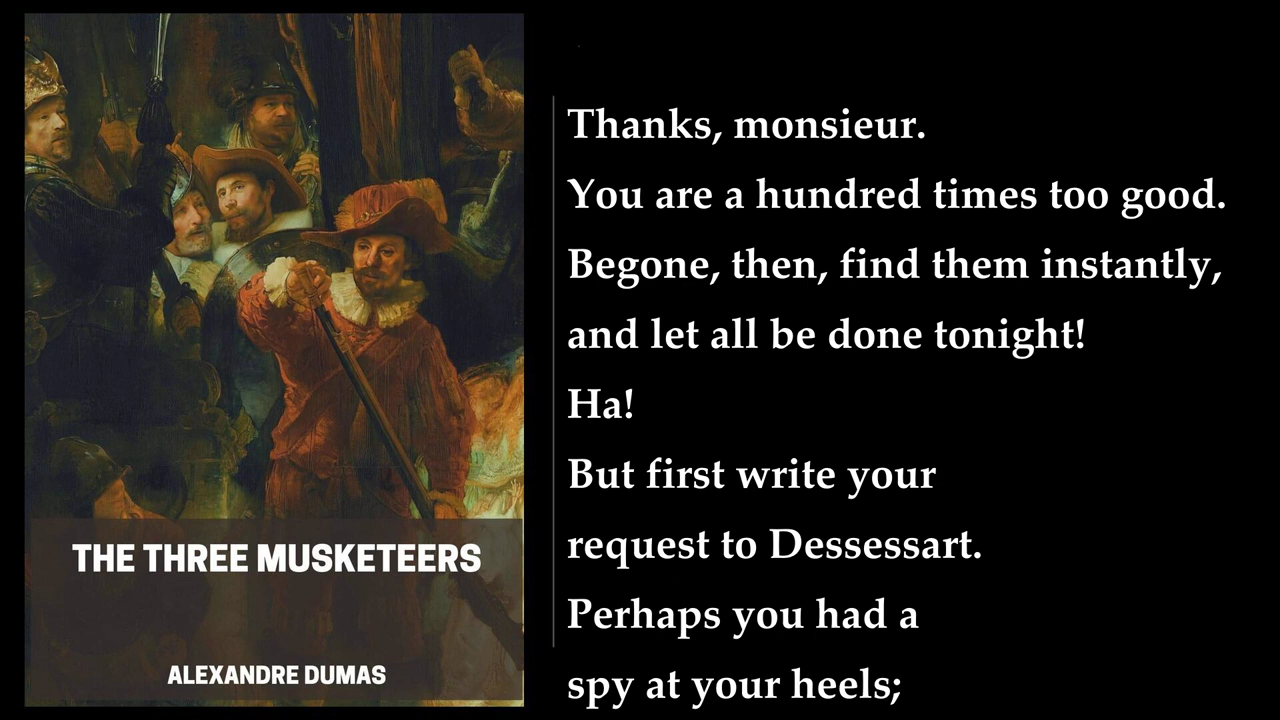 THE THREE MUSKETEERS
ALEXANDRE DUMAS
Thanks, monsieur.
You are a hundred times too good.
Begone, then, find them instantly,
and let all be done tonight!
Ha!
But first write your
request to Dessessart.
Perhaps you had a
spy at your heels;